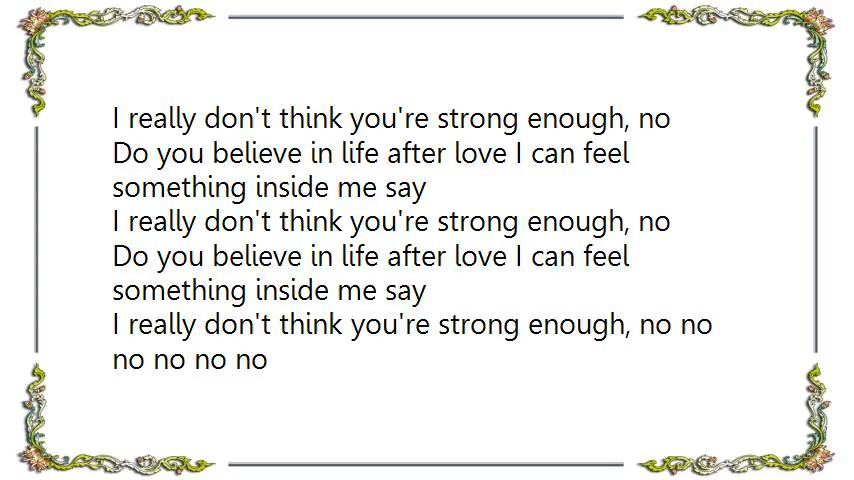 I really don't think you're strong enough, no
Do you believe in life after love I can feel
something inside me say
I really don't think you're strong enough, no
Do you believe in life after love I can feel
something inside me say
I really don't think you're strong enough, no no
no no no no